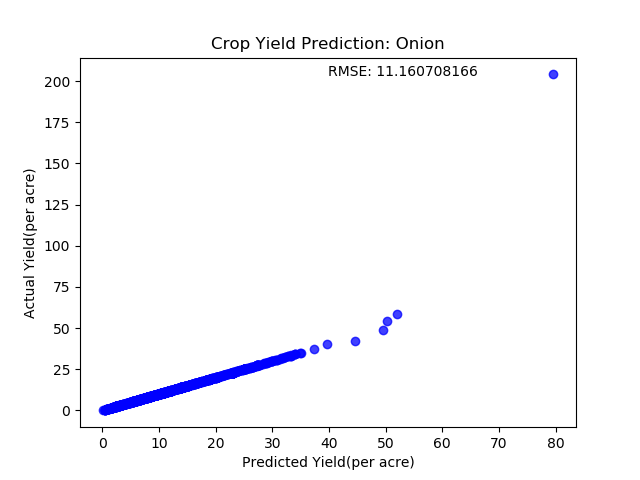 Crop Yield Prediction: Onion
RMSE: 11.160708166
200
175
150
125
100
75
50
25
0
Actual Yield(per acre)
0 10 20 30 40 50 60 70 80
Predicted Yield(per acre)